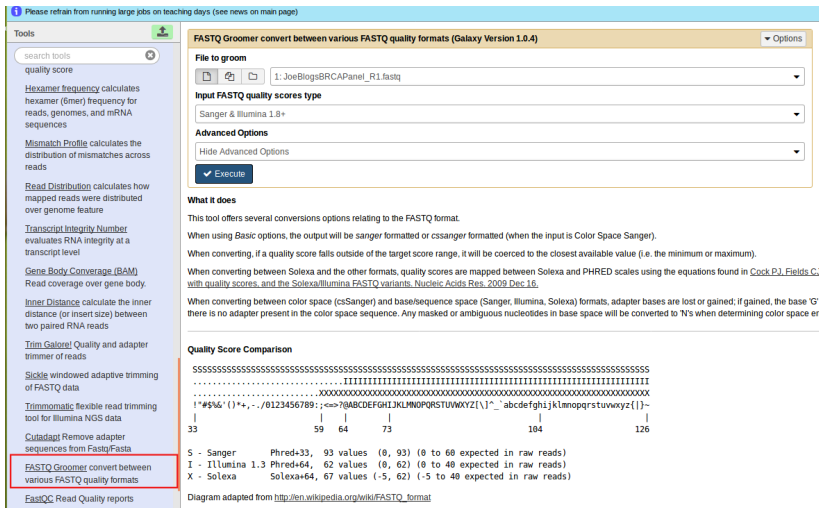 Please refrain from running large jobs on teaching days (see news on main page)
Tools
search tools
quality score
Hexamer frequency calculates
hexamer (6mer) frequency for
reads, genomes, and mRNA
sequences
Mismatch Profile calculates the
distribution of mismatches across
reads
Read Distribution calculates how
mapped reads were distributed
over genome feature
Transcript Integrity Number
evaluates RNA integrity at a
transcript level
Gene Body Coverage (BAM)
Read coverage over gene body.
Inner Distance calculate the inner
distance (or insert size) between
two paired RNA reads
Trim Galore! Quality and adapter
trimmer of reads
Sickle windowed adaptive trimming
of FASTQ data
Trimmomatic flexible read trimming
tool for Illumina NGS data
Cutadapt Remove adapter
sequences from Fastq/Fasta
FASTQ Groomer convert between
various FASTQ quality formats
FastQC Read Quality reports
FASTQ Groomer convert between various FASTQ quality formats (Galaxy Version 1.0.4)
Options
File to groom
1: JoeBlogsBRCAPanel_R1.fastq
Input FASTQ quality scores type
Sanger & Illumina 1.8+
Advanced Options
Hide Advanced Options
Execute
What it does
This tool offers several conversions options relating to the FASTQ format.
When using Basic options, the output will be sanger formatted or cssanger formatted (when the input is Color Space Sanger).
When converting, if a quality score falls outside of the target score range, it will be coerced to the closest available value (i.e. the minimum or maximum).
When converting between Solexa and the other formats, quality scores are mapped between Solexa and PHRED scales using the equations found in Cock PJ, Fields CJ
with quality scores, and the Solexa/Illumina FASTQ variants. Nucleic Acids Res. 2009 Dec 16.
When converting between color space (csSanger) and base/sequence space (Sanger, Illumina, Solexa) formats, adapter bases are lost or gained; if gained, the base 'G'
there is no adapter present in the color space sequence. Any masked or ambiguous nucleotides in base space will be converted to 'N's when determining color space en
Quality Score Comparison
SSSSSSSSSSSSSSSSSSSSSSSSSSSSSSSSSSSSSSSSSSSSSSSSSSSSSSSSSSSSSSSSSSSSSSSSSSSSSSSSSSSSSSSSSSSSSS
...............................IIIIIIIIIIIIIIIIIIIIIIIIIIIIIIIIIIIIIIIIIIIIIIIIIIIIIIIIIIIIIII
..........................XXXXXXXXXXXXXXXXXXXXXXXXXXXXXXXXXXXXXXXXXXXXXXXXXXXXXXXXXXXXXXXXXXXX
!"#$%&'()*+,-./0123456789:;<=>?@ABCDEFGHIJKLMNOPQRSTUVWXYZ[\]^_`abcdefghijklmnopqrstuvwxyz{|}~
| | | | | |
33 59 64 73 104 126
S - Sanger Phred+33, 93 values (0, 93) (0 to 60 expected in raw reads)
I - Illumina 1.3 Phred+64, 62 values (0, 62) (0 to 40 expected in raw reads)
X - Solexa Solexa+64, 67 values (-5, 62) (-5 to 40 expected in raw reads)
Diagram adapted from http://en.wikipedia.org/wiki/FASTQ_format